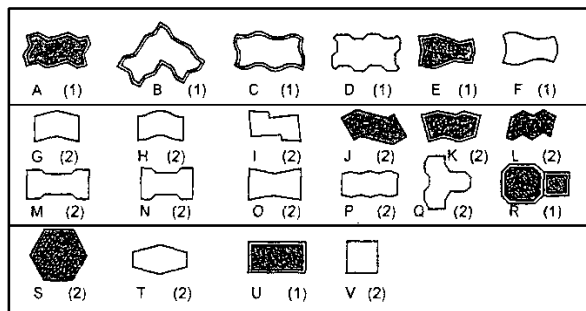 A (1) B (1) C (1) D (1) E (1) F (1)
G (2) H (2) I (2) J (2) K (2) L (2)
M (2) N (2) O (2) P (2) Q (2) R (1)
S (2) T (2) U (1) V (2)